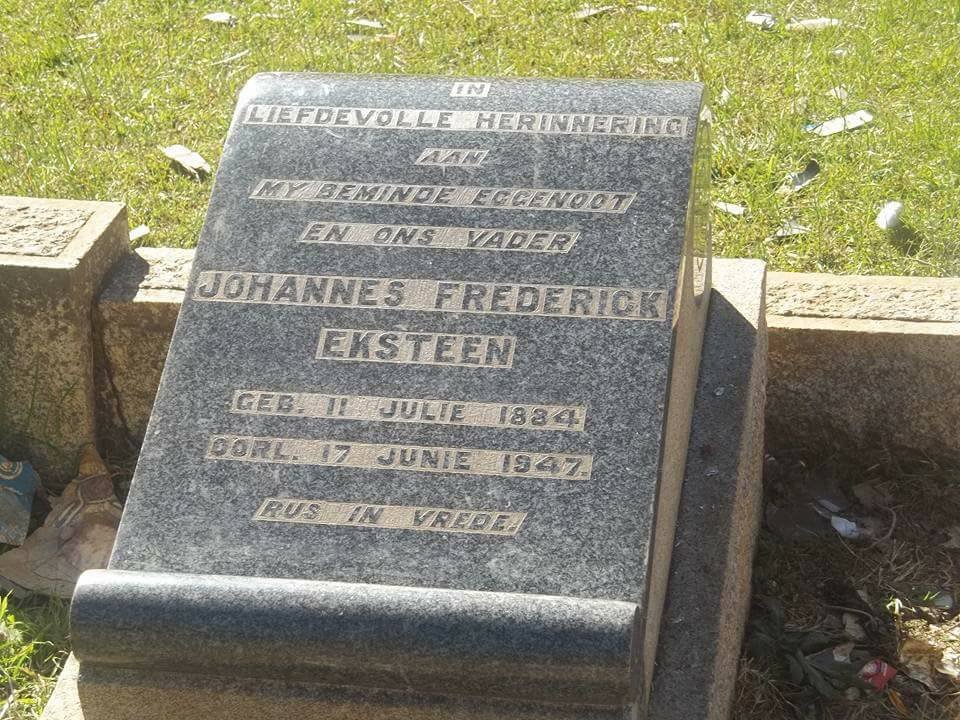 IN
LIEFDEVOLLE HERINNERING
AAN
MY BEMINDE EGGENOOT
EN ONS VADER
JOHANNES FREDERICK
EKSTEEN
GEB. 11 JULIE 1884.
OORL. 17 JUNIE 1947.
RUS IN VREDE.